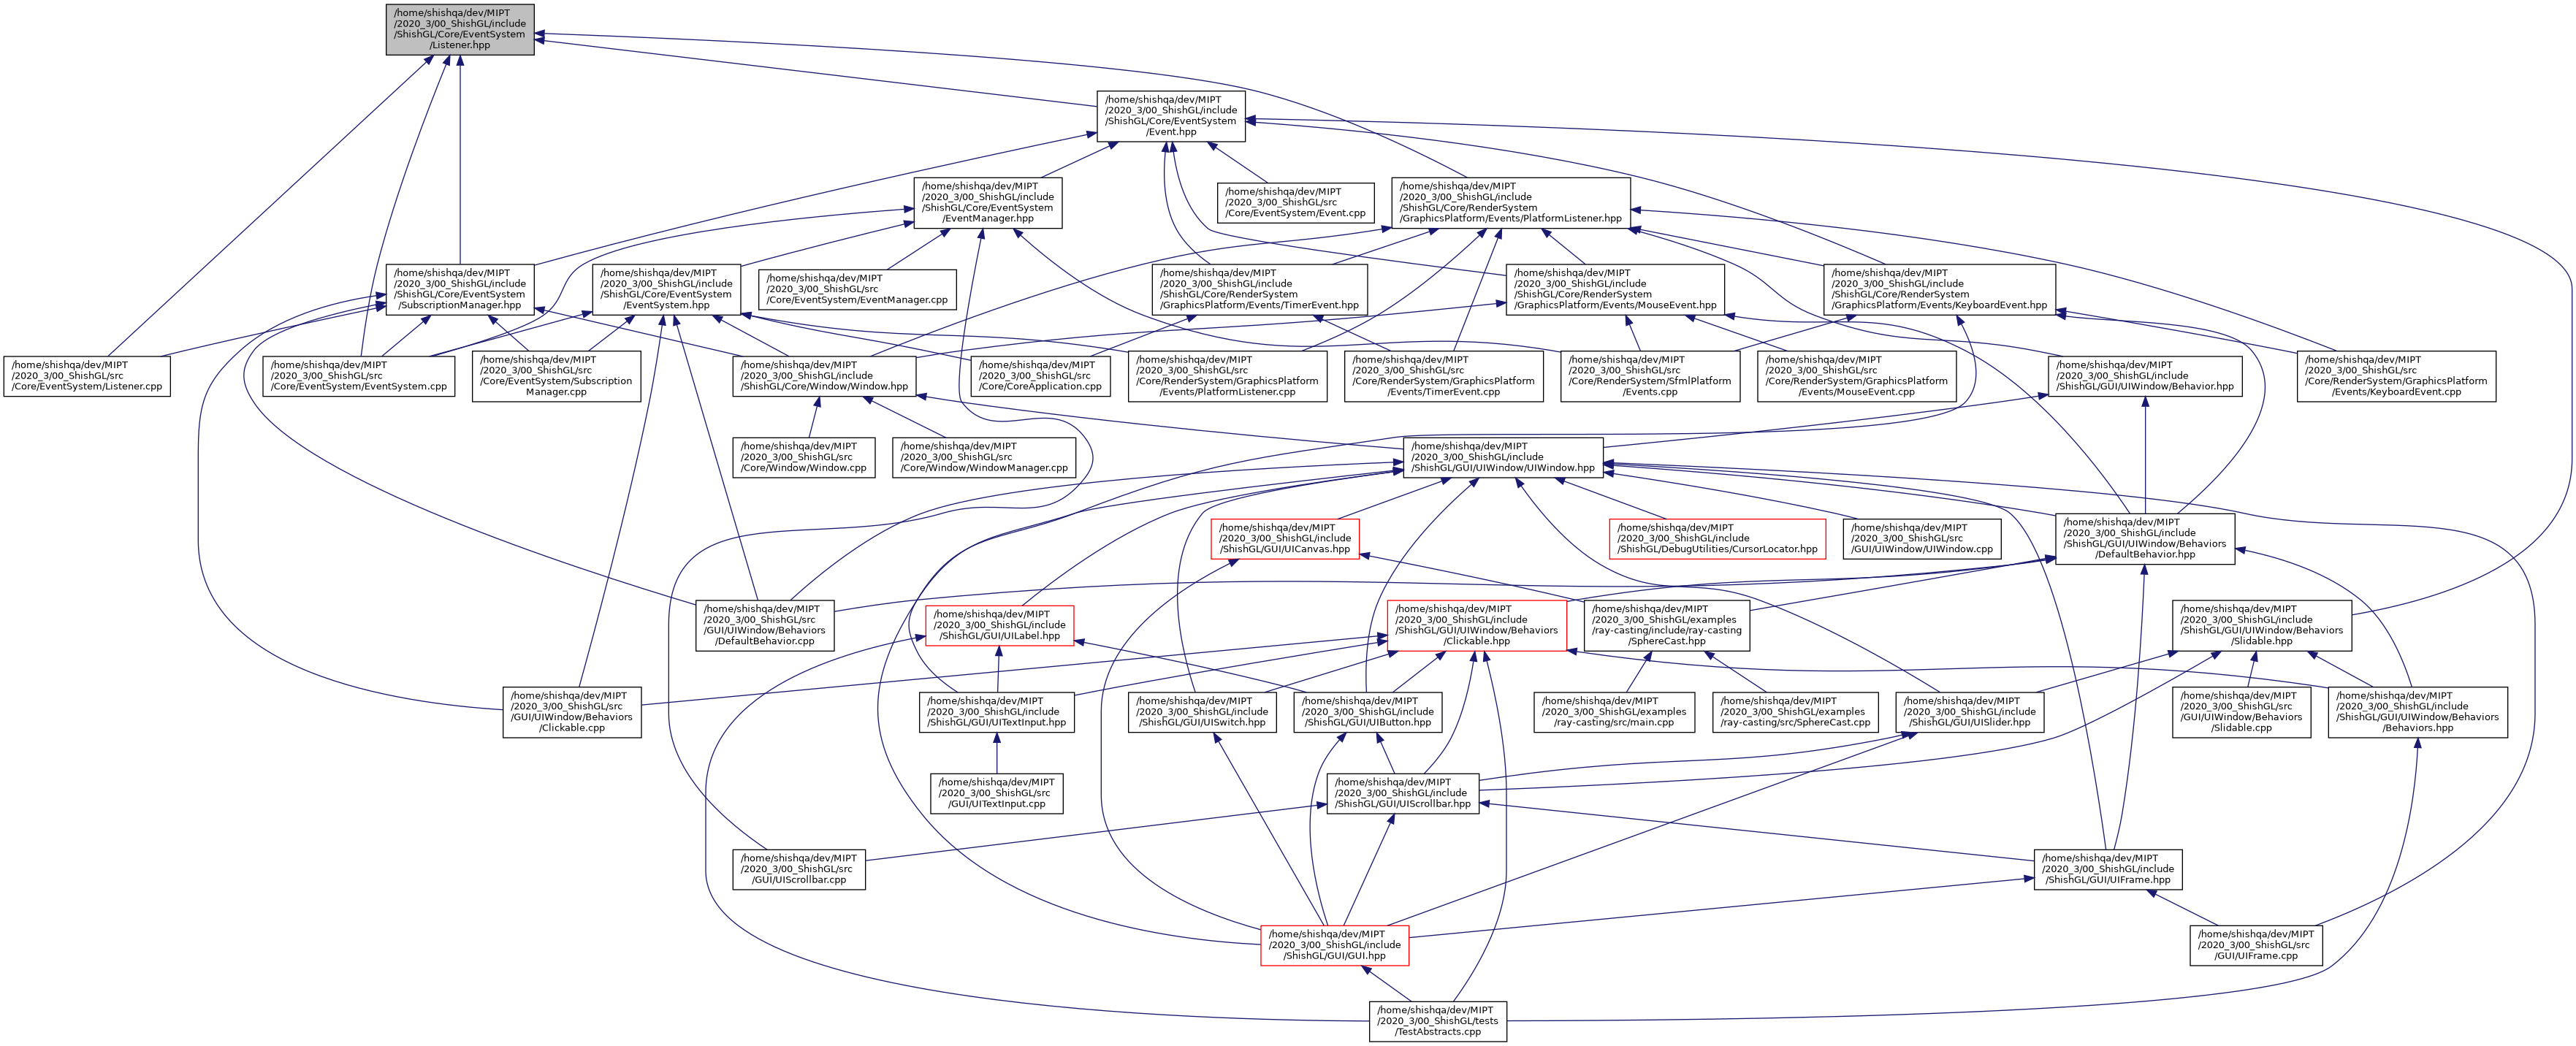 /home/shishqa/dev/MIPT
/2020_3/00_ShishGL/include
/ShishGL/Core/EventSystem
/Listener.hpp
/home/shishqa/dev/MIPT
/2020_3/00_ShishGL/include
/ShishGL/Core/EventSystem
/Event.hpp
/home/shishqa/dev/MIPT
/2020_3/00_ShishGL/include
/ShishGL/Core/EventSystem
/EventManager.hpp
/home/shishqa/dev/MIPT
/2020_3/00_ShishGL/src
/Core/EventSystem/Event.cpp
/home/shishqa/dev/MIPT
/2020_3/00_ShishGL/include
/ShishGL/Core/RenderSystem
/GraphicsPlatform/Events/PlatformListener.hpp
/home/shishqa/dev/MIPT
/2020_3/00_ShishGL/include
/ShishGL/Core/EventSystem
/SubscriptionManager.hpp
/home/shishqa/dev/MIPT
/2020_3/00_ShishGL/include
/ShishGL/Core/EventSystem
/EventSystem.hpp
/home/shishqa/dev/MIPT
/2020_3/00_ShishGL/src
/Core/EventSystem/EventManager.cpp
/home/shishqa/dev/MIPT
/2020_3/00_ShishGL/include
/ShishGL/Core/RenderSystem
/GraphicsPlatform/Events/TimerEvent.hpp
/home/shishqa/dev/MIPT
/2020_3/00_ShishGL/include
/ShishGL/Core/RenderSystem
/GraphicsPlatform/Events/MouseEvent.hpp
/home/shishqa/dev/MIPT
/2020_3/00_ShishGL/include
/ShishGL/Core/RenderSystem
/GraphicsPlatform/Events/KeyboardEvent.hpp
/home/shishqa/dev/MIPT
/2020_3/00_ShishGL/src
/Core/EventSystem/Listener.cpp
/home/shishqa/dev/MIPT
/2020_3/00_ShishGL/src
/Core/EventSystem/EventSystem.cpp
/home/shishqa/dev/MIPT
/2020_3/00_ShishGL/src
/Core/EventSystem/Subscription
Manager.cpp
/home/shishqa/dev/MIPT
/2020_3/00_ShishGL/include
/ShishGL/Core/Window/Window.hpp
/home/shishqa/dev/MIPT
/2020_3/00_ShishGL/src
/Core/CoreApplication.cpp
/home/shishqa/dev/MIPT
/2020_3/00_ShishGL/src
/Core/RenderSystem/GraphicsPlatform
/Events/PlatformListener.cpp
/home/shishqa/dev/MIPT
/2020_3/00_ShishGL/src
/Core/RenderSystem/GraphicsPlatform
/Events/TimerEvent.cpp
/home/shishqa/dev/MIPT
/2020_3/00_ShishGL/src
/Core/RenderSystem/SfmlPlatform
/Events.cpp
/home/shishqa/dev/MIPT
/2020_3/00_ShishGL/src
/Core/RenderSystem/GraphicsPlatform
/Events/MouseEvent.cpp
/home/shishqa/dev/MIPT
/2020_3/00_ShishGL/include
/ShishGL/GUI/UIWindow/Behavior.hpp
/home/shishqa/dev/MIPT
/2020_3/00_ShishGL/src
/Core/RenderSystem/GraphicsPlatform
/Events/KeyboardEvent.cpp
/home/shishqa/dev/MIPT
/2020_3/00_ShishGL/src
/Core/Window/Window.cpp
/home/shishqa/dev/MIPT
/2020_3/00_ShishGL/src
/Core/Window/WindowManager.cpp
/home/shishqa/dev/MIPT
/2020_3/00_ShishGL/include
/ShishGL/GUI/UIWindow/UIWindow.hpp
/home/shishqa/dev/MIPT
/2020_3/00_ShishGL/include
/ShishGL/GUI/UICanvas.hpp
/home/shishqa/dev/MIPT
/2020_3/00_ShishGL/include
/ShishGL/DebugUtilities/CursorLocator.hpp
/home/shishqa/dev/MIPT
/2020_3/00_ShishGL/src
/GUI/UIWindow/UIWindow.cpp
/home/shishqa/dev/MIPT
/2020_3/00_ShishGL/include
/ShishGL/GUI/UIWindow/Behaviors
/DefaultBehavior.hpp
/home/shishqa/dev/MIPT
/2020_3/00_ShishGL/src
/GUI/UIWindow/Behaviors
/DefaultBehavior.cpp
/home/shishqa/dev/MIPT
/2020_3/00_ShishGL/include
/ShishGL/GUI/UILabel.hpp
/home/shishqa/dev/MIPT
/2020_3/00_ShishGL/include
/ShishGL/GUI/UIWindow/Behaviors
/Clickable.hpp
/home/shishqa/dev/MIPT
/2020_3/00_ShishGL/examples
/ray-casting/include/ray-casting
/SphereCast.hpp
/home/shishqa/dev/MIPT
/2020_3/00_ShishGL/include
/ShishGL/GUI/UIWindow/Behaviors
/Slidable.hpp
/home/shishqa/dev/MIPT
/2020_3/00_ShishGL/src
/GUI/UIWindow/Behaviors
/Clickable.cpp
/home/shishqa/dev/MIPT
/2020_3/00_ShishGL/include
/ShishGL/GUI/UITextInput.hpp
/home/shishqa/dev/MIPT
/2020_3/00_ShishGL/include
/ShishGL/GUI/UISwitch.hpp
/home/shishqa/dev/MIPT
/2020_3/00_ShishGL/include
/ShishGL/GUI/UIButton.hpp
/home/shishqa/dev/MIPT
/2020_3/00_ShishGL/examples
/ray-casting/src/main.cpp
/home/shishqa/dev/MIPT
/2020_3/00_ShishGL/examples
/ray-casting/src/SphereCast.cpp
/home/shishqa/dev/MIPT
/2020_3/00_ShishGL/include
/ShishGL/GUI/UISlider.hpp
/home/shishqa/dev/MIPT
/2020_3/00_ShishGL/src
/GUI/UIWindow/Behaviors
/Slidable.cpp
/home/shishqa/dev/MIPT
/2020_3/00_ShishGL/include
/ShishGL/GUI/UIWindow/Behaviors
/Behaviors.hpp
/home/shishqa/dev/MIPT
/2020_3/00_ShishGL/src
/GUI/UITextInput.cpp
/home/shishqa/dev/MIPT
/2020_3/00_ShishGL/include
/ShishGL/GUI/UIScrollbar.hpp
/home/shishqa/dev/MIPT
/2020_3/00_ShishGL/src
/GUI/UIScrollbar.cpp
/home/shishqa/dev/MIPT
/2020_3/00_ShishGL/include
/ShishGL/GUI/UIFrame.hpp
/home/shishqa/dev/MIPT
/2020_3/00_ShishGL/include
/ShishGL/GUI/GUI.hpp
/home/shishqa/dev/MIPT
/2020_3/00_ShishGL/src
/GUI/UIFrame.cpp
/home/shishqa/dev/MIPT
/2020_3/00_ShishGL/tests
/TestAbstracts.cpp